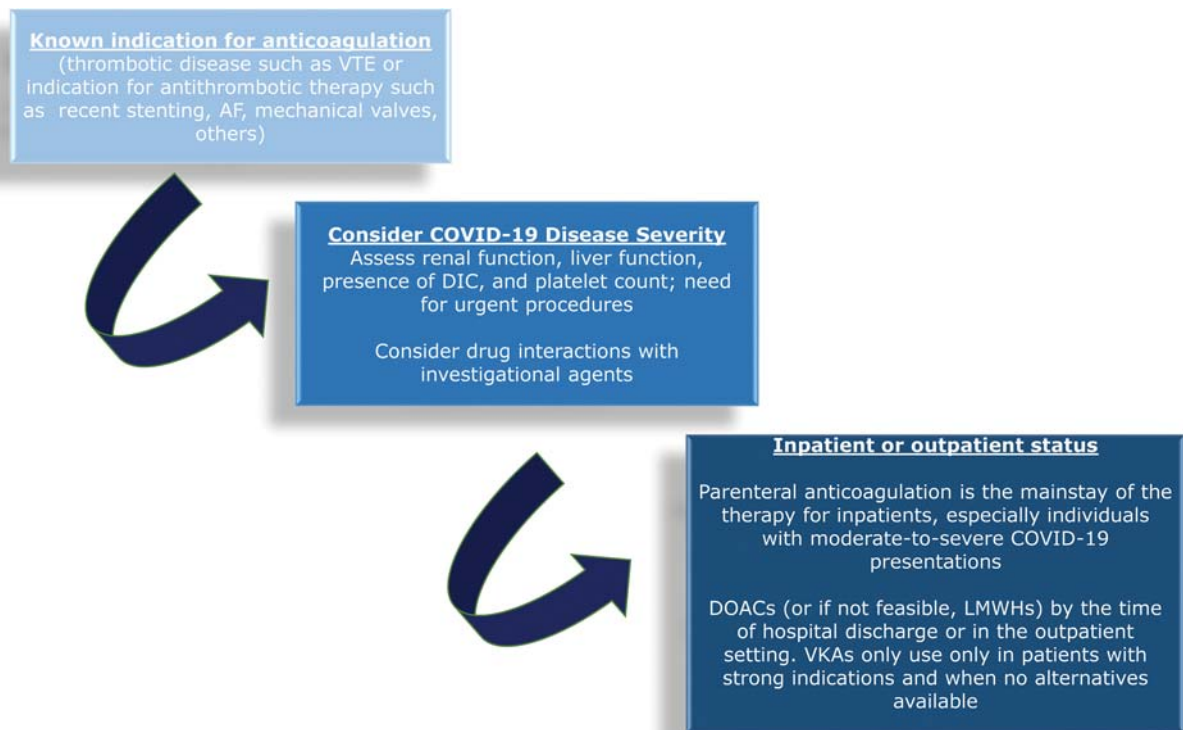 Known indication for anticoagulation
(thrombotic disease such as VTE or
indication for antithrombotic therapy such
as recent stenting, AF, mechanical valves,
others)
Consider COVID-19 Disease Severity
Assess renal function, liver function,
presence of DIC, and platelet count; need
for urgent procedures
Consider drug interactions with
investigational agents
Inpatient or outpatient status
Parenteral anticoagulation is the mainstay of the
therapy for inpatients, especially individuals
with moderate-to-severe COVID-19
presentations
DOACs (or if not feasible, LMWHs) by the time
of hospital discharge or in the outpatient
setting. VKAs only use only in patients with
strong indications and when no alternatives
available